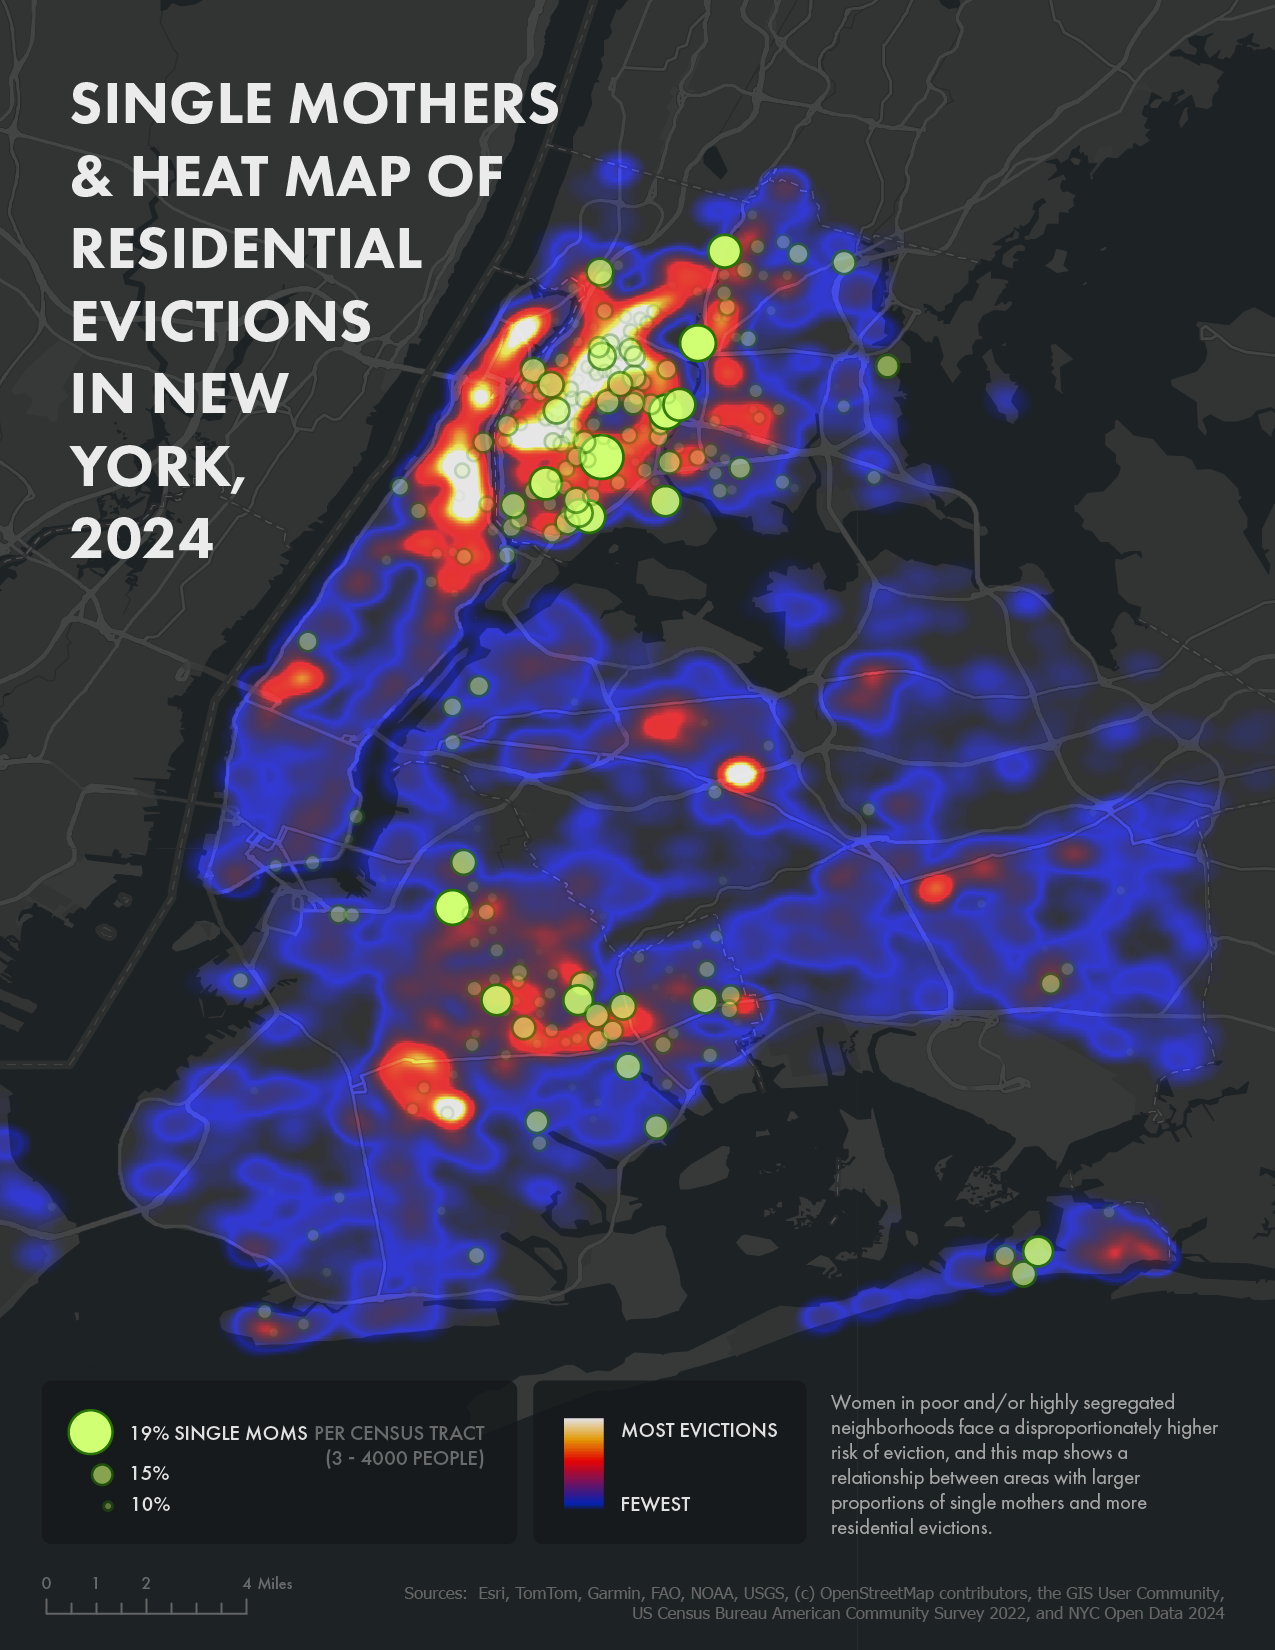 SINGLE MOTHERS
& HEAT MAP OF
RESIDENTIAL
EVICTIONS
IN NEW
YORK,
2024
19% SINGLE MOMS PER CENSUS TRACT
(3 - 4000 PEOPLE)
15%
10%
MOST EVICTIONS
FEWEST
Women in poor and/or highly segregated
neighborhoods face a disproportionately higher
risk of eviction, and this map shows a
relationship between areas with larger
proportions of single mothers and more
residential evictions.
0 1 2 4 Miles
Sources: Esri, TomTom, Garmin, FAO, NOAA, USGS, (c) OpenStreetMap contributors, the GIS User Community,
US Census Bureau American Community Survey 2022, and NYC Open Data 2024